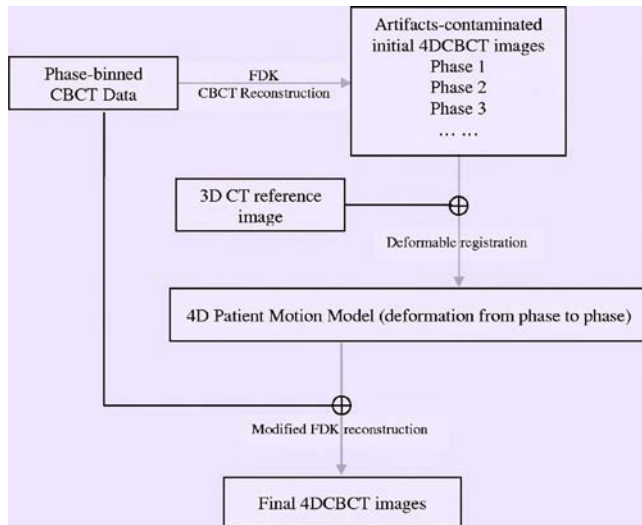 Artifacts-contaminated
initial 4DCBCT images
Phase 1
Phase 2
Phase 3
... ...
Phase-binned
CBCT Data
FDK
CBCT Reconstruction
3D CT reference
image
Deformable registration
4D Patient Motion Model (deformation from phase to phase)
Modified FDK reconstruction
Final 4DCBCT images